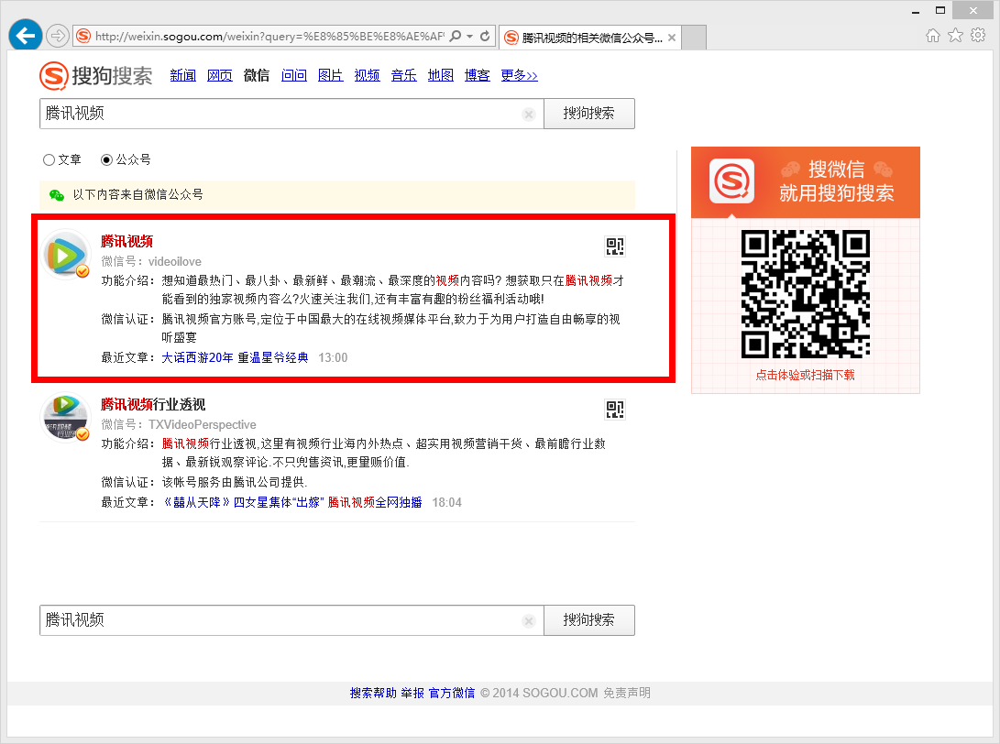 http://weixin.sogou.com/weixin?query=%E8%85%BE%E8%AE%AF
腾讯视频的相关微信公众号...
搜狗搜索 新闻 网页 微信 问问 图片 视频 音乐 地图 博客 更多>>
腾讯视频 搜狗搜索
文章 公众号
以下内容来自微信公众号
腾讯视频
微信号：videoilove
功能介绍：想知道最热门、最八卦、最新鲜、最潮流、最深度的视频内容吗? 想获取只在腾讯视频才
能看到的独家视频内容么?火速关注我们,还有丰富有趣的粉丝福利活动哦!
微信认证：腾讯视频官方账号,定位于中国最大的在线视频媒体平台,致力于为用户打造自由畅享的视
听盛宴
最近文章：大话西游20年 重温星爷经典 13:00
腾讯视频行业透视
微信号：TXVideoPerspective
功能介绍：腾讯视频行业透视,这里有视频行业海内外热点、超实用视频营销干货、最前瞻行业数
据、最新锐观察评论.不只兜售资讯,更重贩价值.
微信认证：该帐号服务由腾讯公司提供.
最近文章：《囍从天降》四女星集体“出嫁” 腾讯视频全网独播 18:04
搜微信
就用搜狗搜索
点击体验或扫描下载
腾讯视频 搜狗搜索
搜索帮助 举报 官方微信 © 2014 SOGOU.COM 免责声明